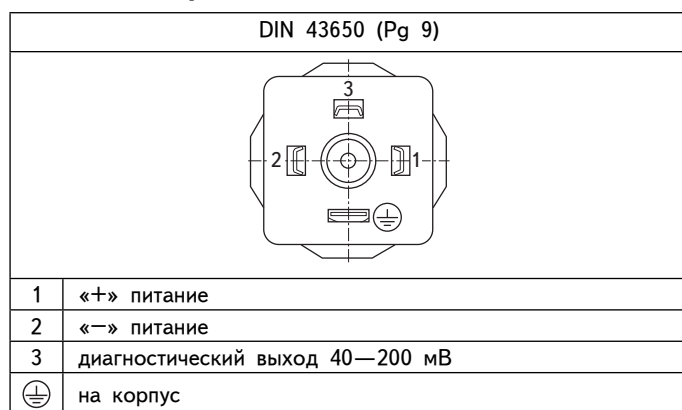 DIN 43650 (Pg 9)
3
2 1
1 «+» питание
2 «—» питание
3 диагностический выход 40—200 мВ
на корпус